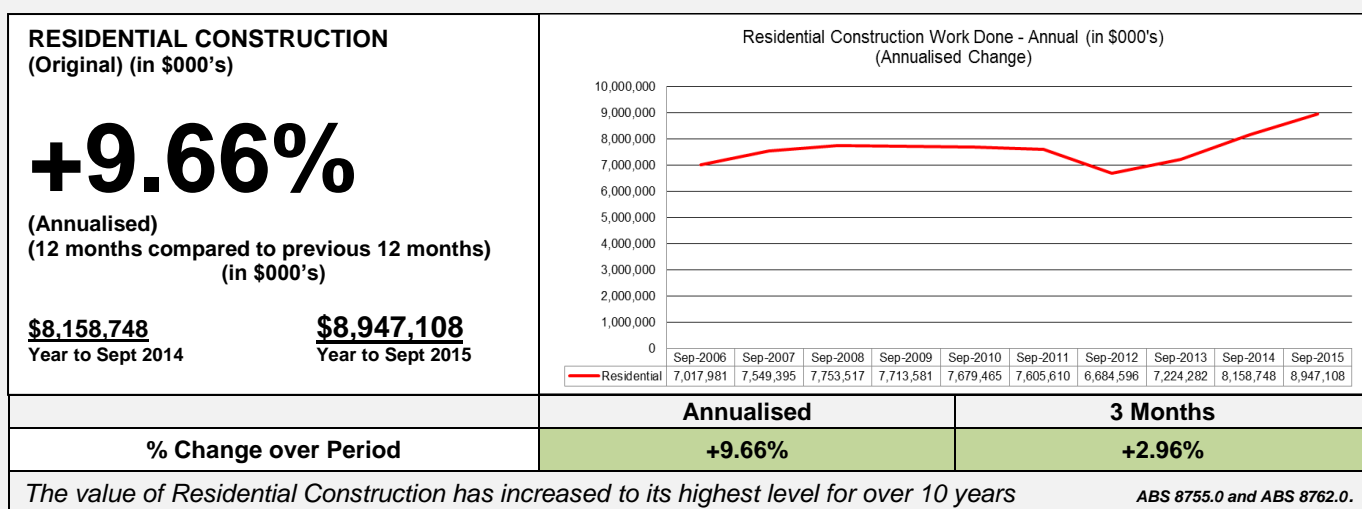 RESIDENTIAL CONSTRUCTION
(Original) (in $000’s)
+9.66%
(Annualised)
(12 months compared to previous 12 months)
(in $000’s)
$8,158,748 $8,947,108
Year to Sept 2014 Year to Sept 2015
Residential Construction Work Done - Annual (in $000's)
(Annualised Change)
10,000,000
9,000,000
8,000,000
7,000,000
6,000,000
5,000,000
4,000,000
3,000,000
2,000,000
1,000,000
0
Sep-2006 Sep-2007 Sep-2008 Sep-2009 Sep-2010 Sep-2011 Sep-2012 Sep-2013 Sep-2014 Sep-2015
Residential 7,017,981 7,549,395 7,753,517 7,713,581 7,679,465 7,605,610 6,684,596 7,224,282 8,158,748 8,947,108
Annualised 3 Months
% Change over Period +9.66% +2.96%
The value of Residential Construction has increased to its highest level for over 10 years ABS 8755.0 and ABS 8762.0.